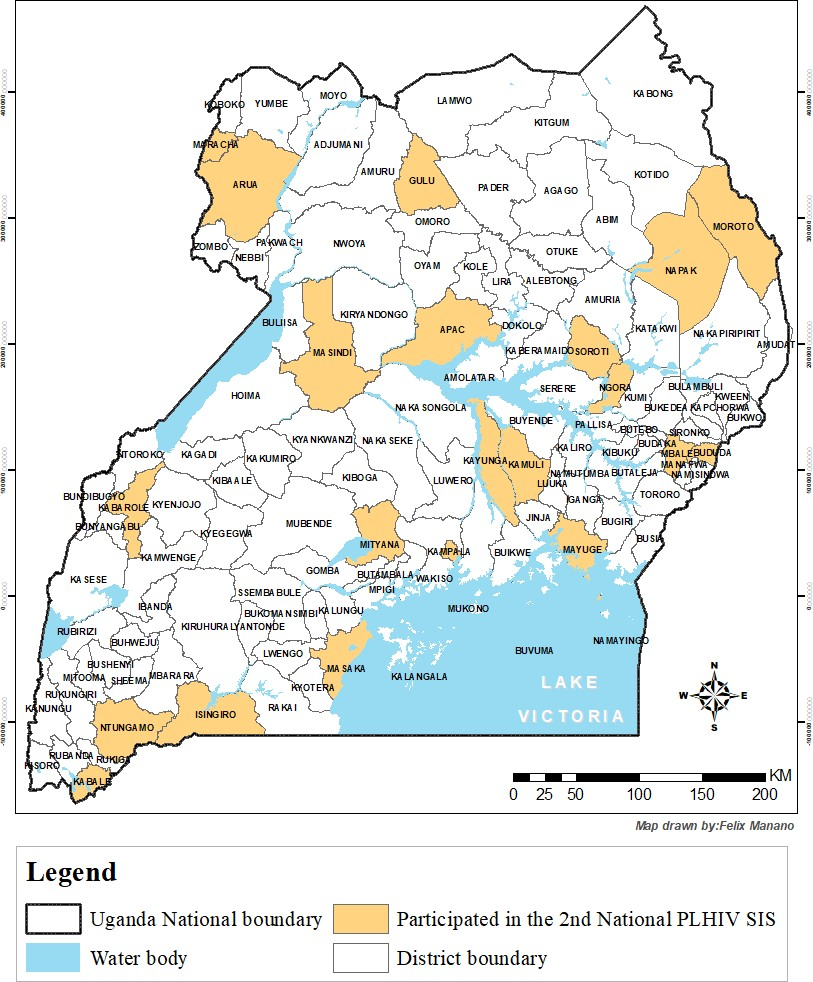 KABONG
MOYO
LAMWO
KOBOKO
YUMBE
KITGUM
MARACHA
ADJUMANI
AMURU
KOTIDO
ARUA
GULU
PADER
AGAGO
ABIM
OMORO
MOROTO
ZOMBO
PAKWACH
NWOYA
NEBBI
OTUKE
OYAM
KOLE
NAPAK
LIRA
ALEBTONG
AMURIA
BULIISA
KIRYANDONGO
APAC
DOKOLO
KATAKWI
NAKAPIRIPIRIT
AMUDAT
MASINDI
KABERAMAIDO
SOROTI
AMOLATAR
SERERE
NGORA
KUMI
BULAMBULI
HOIMA
KWEEN
NAKASONGOLA
BUKEDEA
KAPCHORWA
BUKWO
BUYENDE
PALLISA
KYANKWANZI
NAKASEKE
SIRONKO
BUDAKA
NTOROKO
KAGADI
KAKUMIRO
KALIRO
KIBUKU
MBALE
BUDUDA
KAYUNGA
KAMULI
MANAFWA
KIBAALE
KIBOGA
LUWERO
NAMUTUMBA
BUTALEJA
NAMISINDWA
LUUKA
BUNDIBUGYO
KABAROLE
KYENJOJO
IGANGA
TORORO
BUNYANGABU
KYEGEGWA
MUBENDE
JINJA
BUGIRI
BUSIA
MITYANA
KAMPALA
BUIKWE
MAYUGE
KAMWENGE
GOMBA
BUTAMBALA
WAKISO
KASESE
MPIGI
SSEMBABULE
IBANDA
BUKOMANSIMBI
KALUNGU
MUKONO
RUBIRIZI
KIRUHURA
LYANTONDE
BUHWEJU
NAMAYINGO
LWENGO
BUVUMA
BUSHENYI
MITOOMA
SHEEMA
MBARARA
MASAKA
KALANGALA
RUKUNGIRI
KYOTERA
LAKE
VICTORIA
KANUNGU
ISINGIRO
RAKAI
NTUNGAMO
RUBANDA
RUKIGA
KISORO
KABALE
N
W E
S
KM
0 25 50 100 150 200
Map drawn by:Felix Manano
Legend
Uganda National boundary
Participated in the 2nd National PLHIV SIS
Water body
District boundary